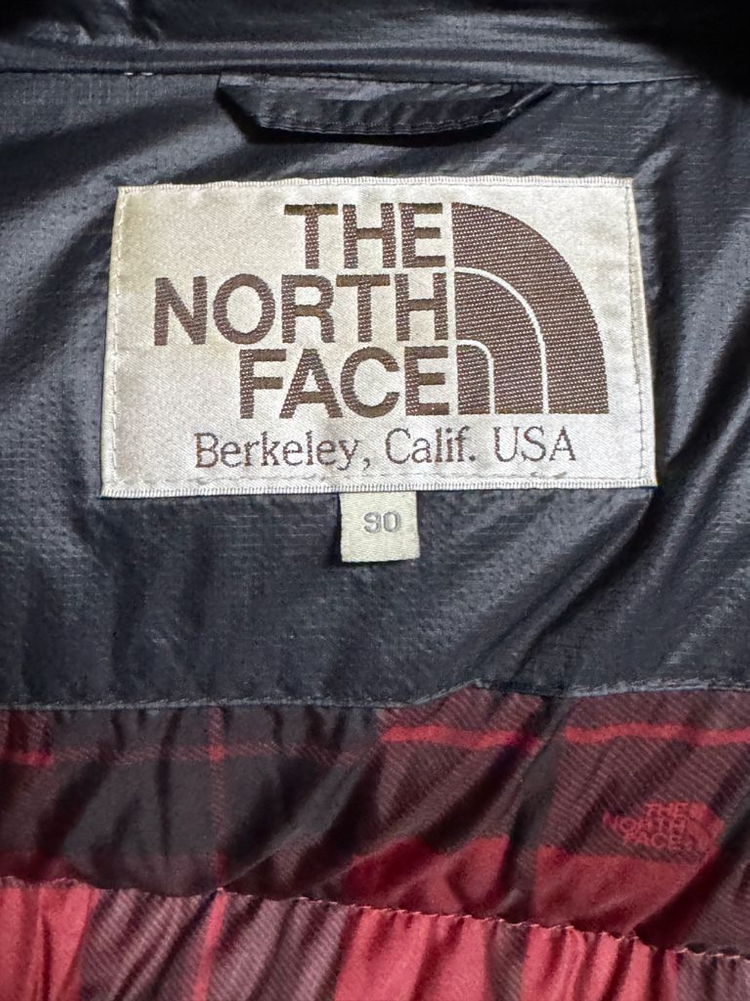 THE
NORTH
FACE
Berkeley, Calif. USA
90
THE
NORTH
FACE